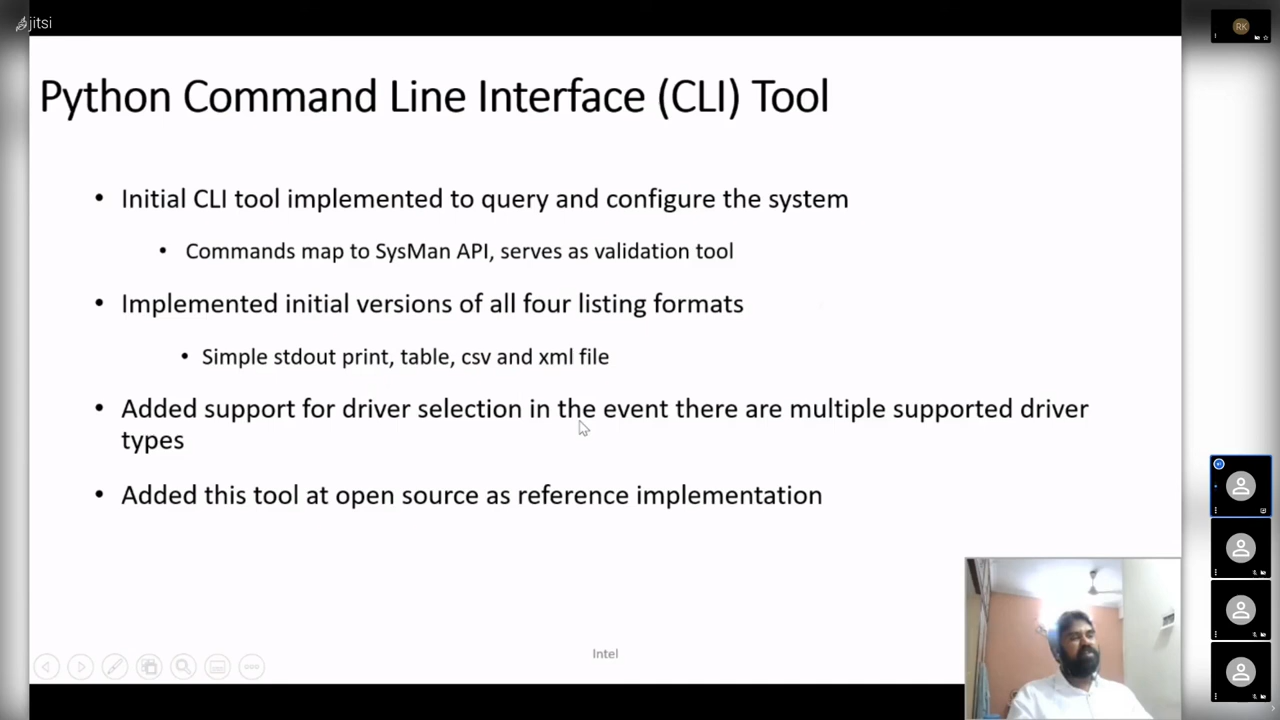 jitsi
RK
Python Command Line Interface (CLI) Tool
• Initial CLI tool implemented to query and configure the system
• Commands map to SysMan API, serves as validation tool
• Implemented initial versions of all four listing formats
• Simple stdout print, table, csv and xml file
• Added support for driver selection in the event there are multiple supported driver
types
• Added this tool at open source as reference implementation
Intel